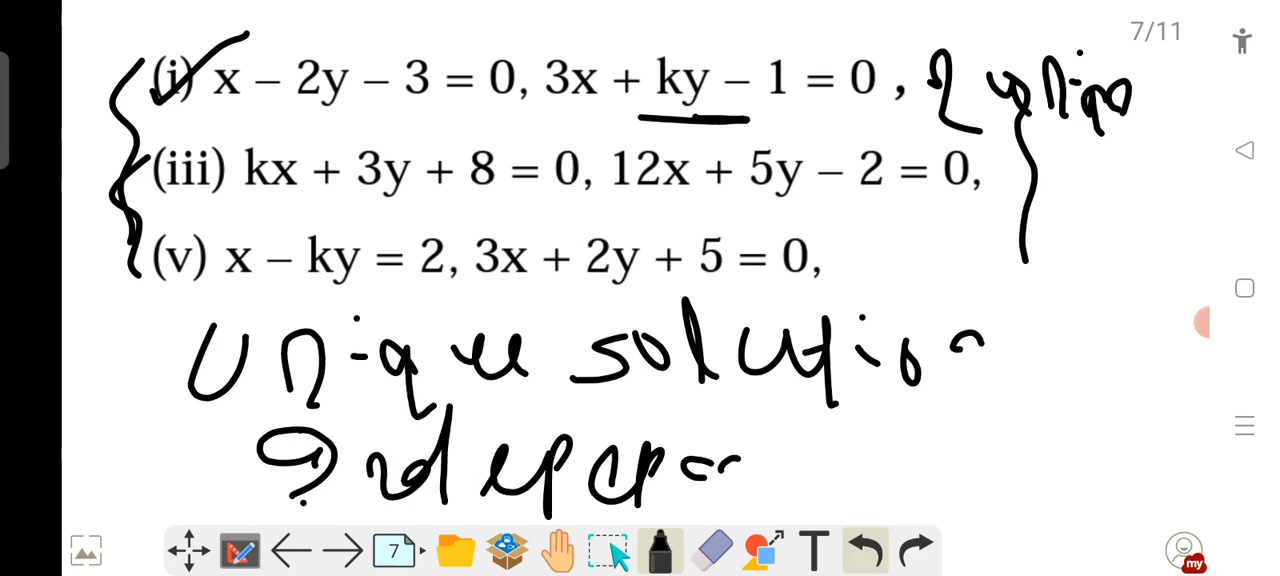 7/11
(i) x – 2y – 3 = 0, 3x + ky – 1 = 0 ,
(iii) kx + 3y + 8 = 0, 12x + 5y – 2 = 0,
(v) x – ky = 2, 3x + 2y + 5 = 0,
Unique solution
7
T
my